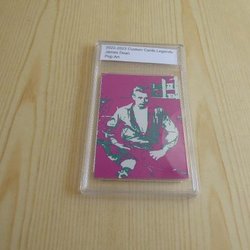 2022-2023 Custom Cards Legends
James Dean
Pop Art